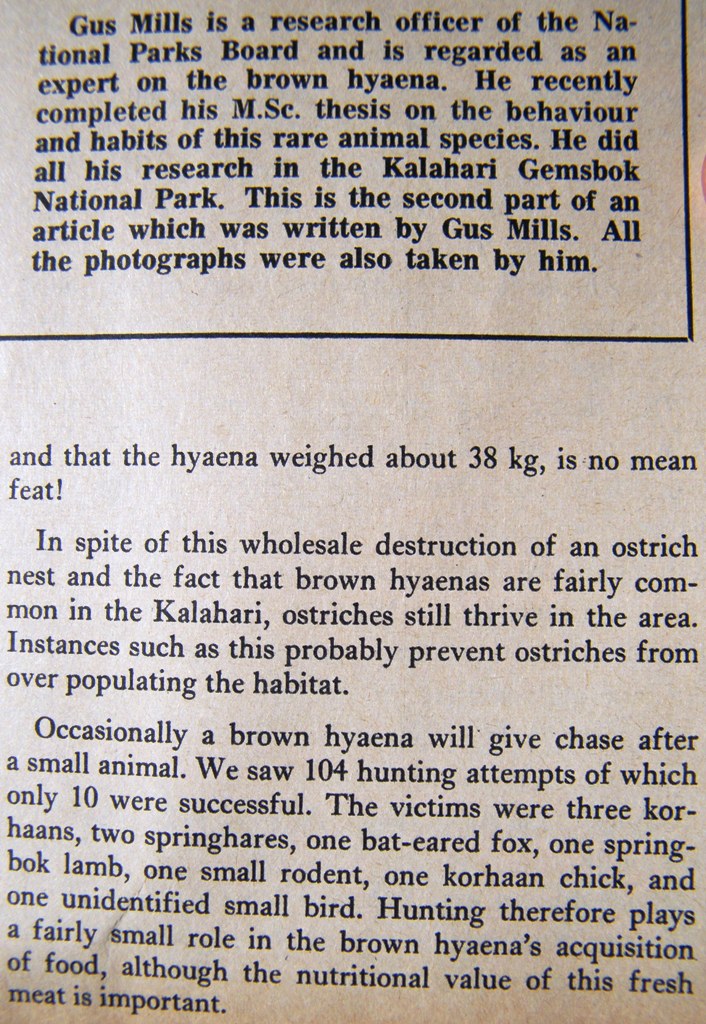 Gus Mills is a research officer of the Na-
tional Parks Board and is regarded as an
expert on the brown hyaena. He recently
completed his M.Sc. thesis on the behaviour
and habits of this rare animal species. He did
all his research in the Kalahari Gemsbok
National Park. This is the second part of an
article which was written by Gus Mills. All
the photographs were also taken by him.
and that the hyaena weighed about 38 kg, is no mean
feat!
In spite of this wholesale destruction of an ostrich
nest and the fact that brown hyaenas are fairly com-
mon in the Kalahari, ostriches still thrive in the area.
Instances such as this probably prevent ostriches from
over populating the habitat.
Occasionally a brown hyaena will give chase after
a small animal. We saw 104 hunting attempts of which
only 10 were successful. The victims were three kor-
haans, two springhares, one bat-eared fox, one spring-
bok lamb, one small rodent, one korhaan chick, and
one unidentified small bird. Hunting therefore plays
a fairly small role in the brown hyaena's acquisition
of food, although the nutritional value of this fresh
meat is important.